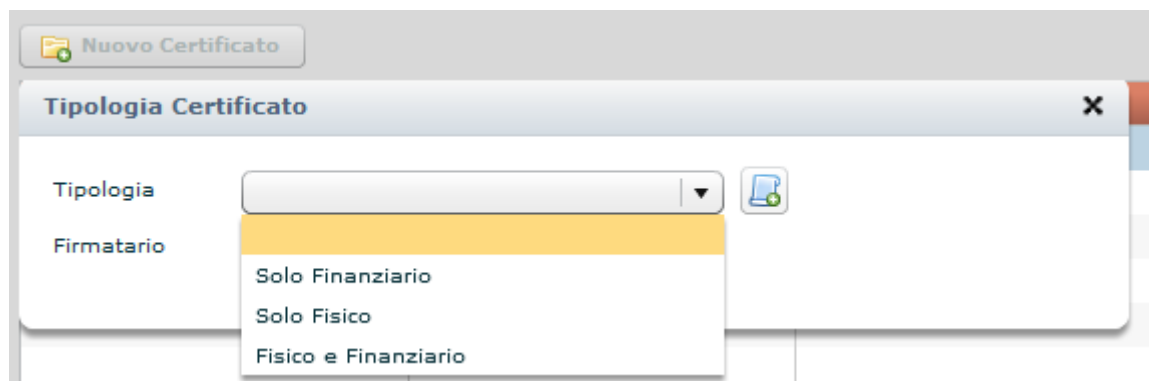 Nuovo Certificato
Tipologia Certificato
Tipologia
Firmatario
Solo Finanziario
Solo Fisico
Fisico e Finanziario